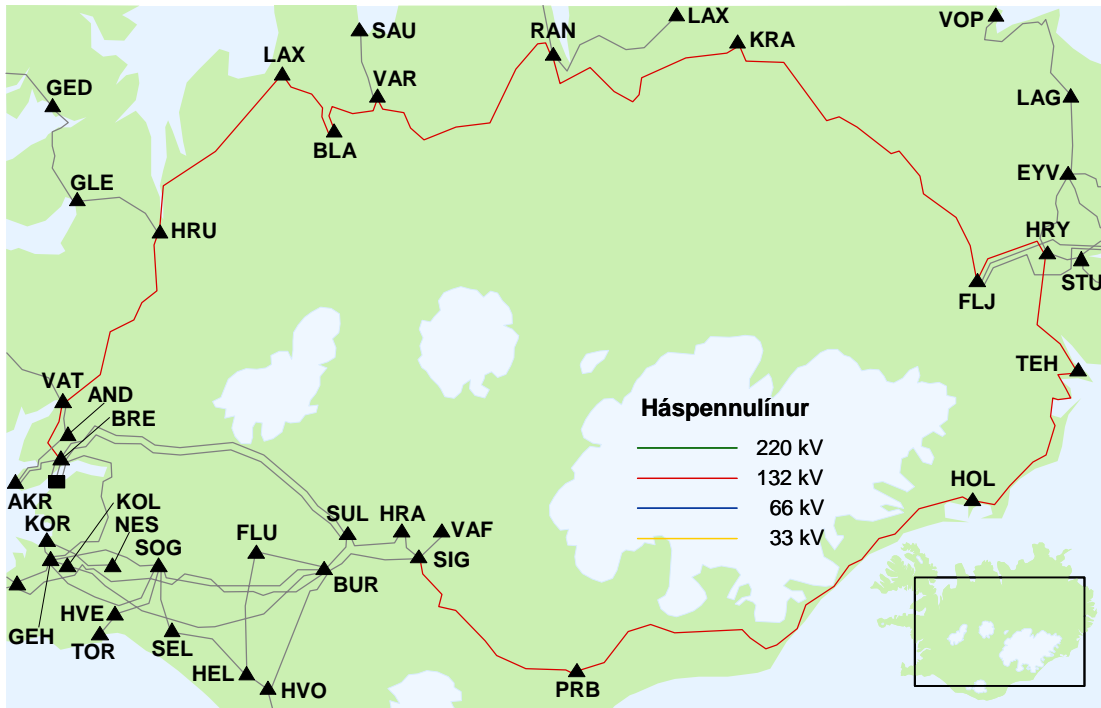 SAU
RAN
LAX
KRA
VOP
LAX
VAR
GED
LAG
BLA
GLE
EYV
HRU
HRY
FLJ
STU
VAT
AND
BRE
TEH
Háspennulínur
220 kV
132 kV
66 kV
33 kV
AKR
KOL
KOR
NES
SOG
FLU
SUL
HRA
VAF
HOL
SIG
BUR
GEH
HVE
TOR
SEL
HEL
HVO
PRB